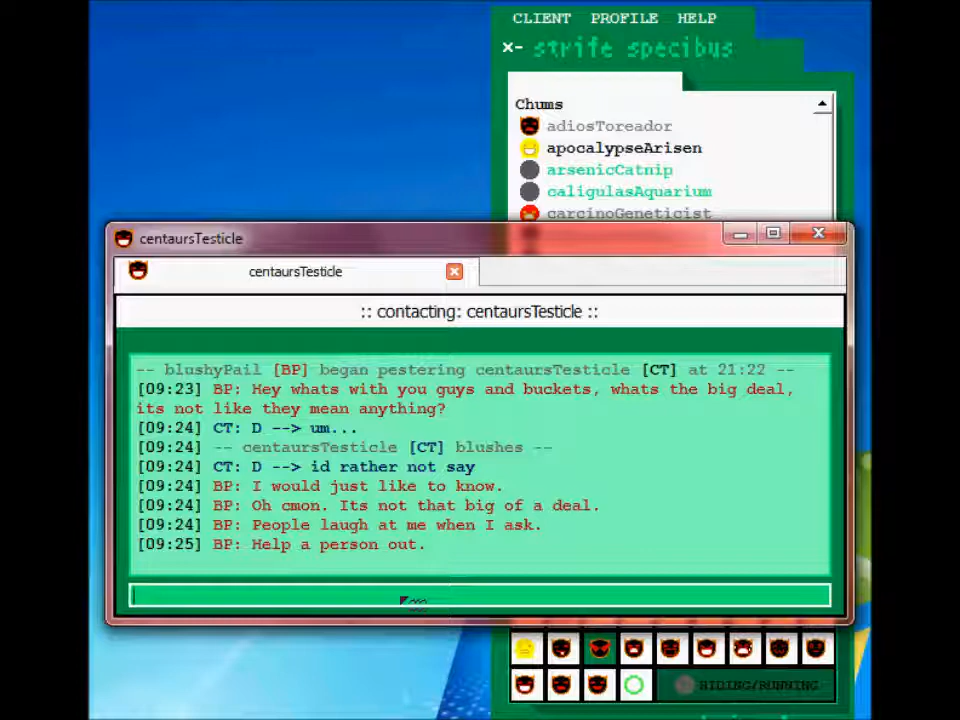 CLIENT PROFILE HELP
×- strife specibus
Chums
adiosToreador
apocalypseArisen
arsenicCatnip
caligulasAquarium
carcinoGeneticist
centaursTesticle
centaursTesticle
:: contacting: centaursTesticle ::
-- blushyPail [BP] began pestering centaursTesticle [CT] at 21:22 --
[09:23] BP: Hey whats with you guys and buckets, whats the big deal,
its not like they mean anything?
[09:24] CT: D --> um...
[09:24] -- centaursTesticle [CT] blushes --
[09:24] CT: D --> id rather not say
[09:24] BP: I would just like to know.
[09:24] BP: Oh cmon. Its not that big of a deal.
[09:24] BP: People laugh at me when I ask.
[09:25] BP: Help a person out.
HIDING/RUNNING